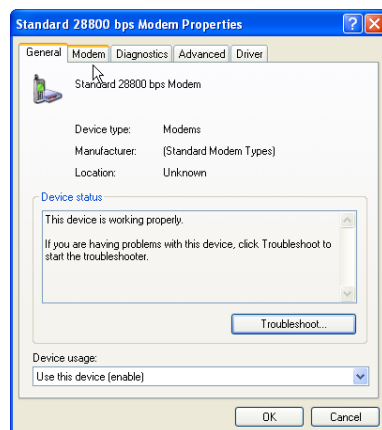 Standard 28800 bps Modem Properties
General Modem Diagnostics Advanced Driver
Standard 28800 bps Modem
Device type: Modems
Manufacturer: (Standard Modem Types)
Location: Unknown
Device status
This device is working properly.
If you are having problems with this device, click Troubleshoot to
start the troubleshooter.
Troubleshoot...
Device usage:
Use this device (enable)
OK Cancel